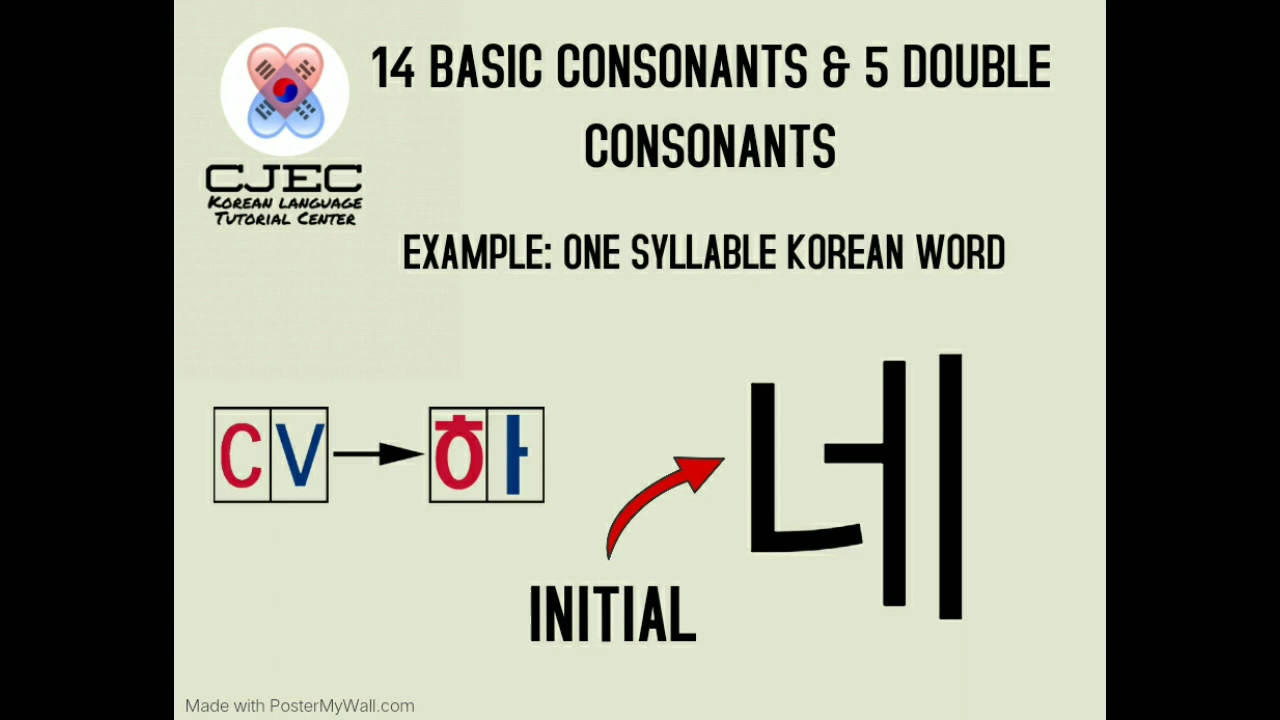 14 BASIC CONSONANTS & 5 DOUBLE
CONSONANTS
CJEC
KOREAN LANGUAGE
TUTORIAL CENTER
EXAMPLE: ONE SYLLABLE KOREAN WORD
CV 하
네
INITIAL
Made with PosterMyWall.com